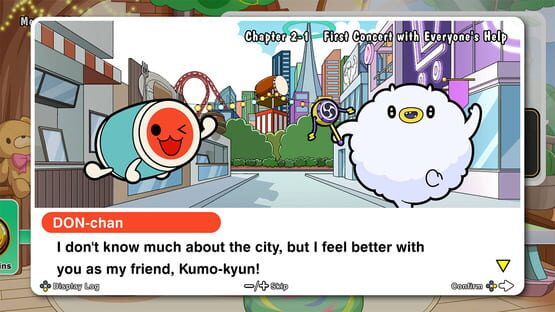 Chapter 2-1 First Concert with Everyone's Help
DON-chan
I don't know much about the city, but I feel better with
you as my friend, Kumo-kyun!
Display Log
−/+ Skip
Confirm